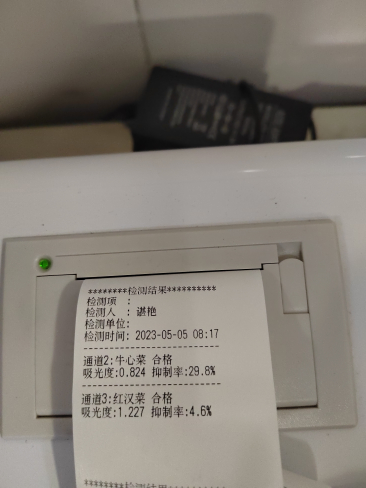 ********检测结果**********
检测项  :
检测人  : 谌艳
检测单位:
检测时间: 2023-05-05 08:17
--------------------------
通道2:牛心菜 合格
吸光度:0.824 抑制率:29.8%
--------------------------
通道3:红汉菜 合格
吸光度:1.227 抑制率:4.6%